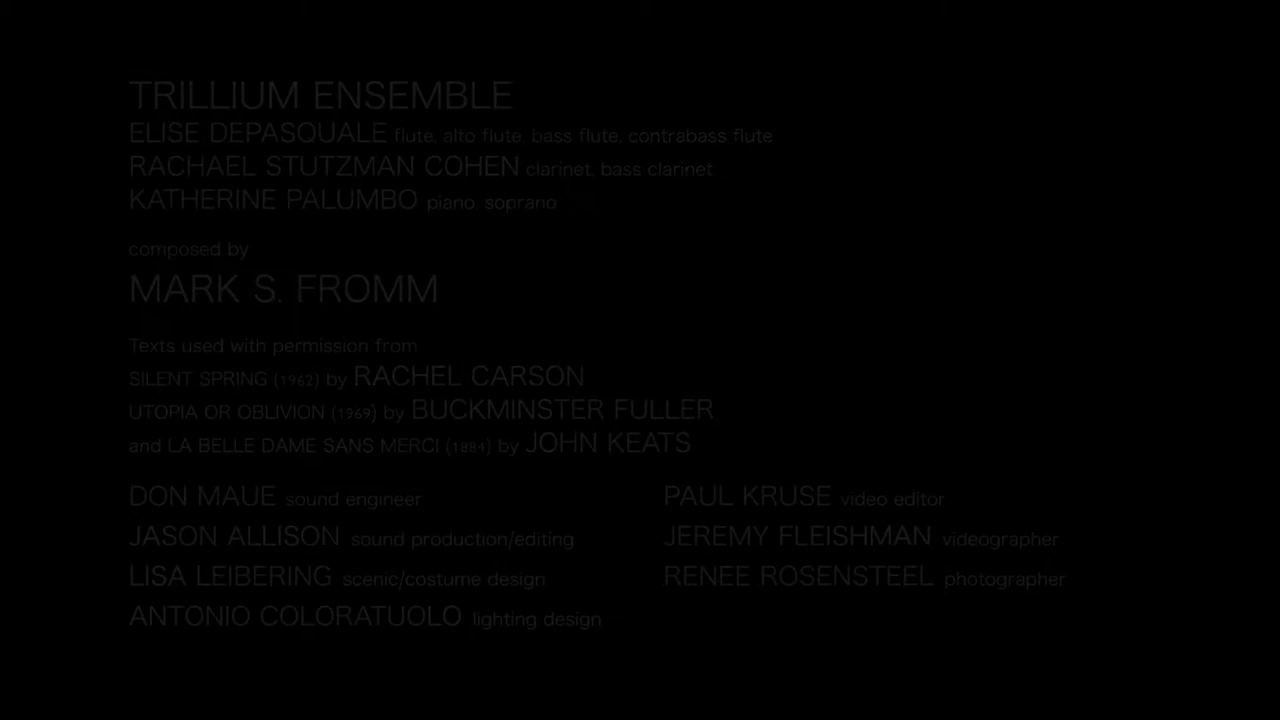 TRILLIUM ENSEMBLE
ELISE DEPASQUALE flute, alto flute, bass flute, contrabass flute
RACHAEL STUTZMAN COHEN clarinet, bass clarinet
KATHERINE PALUMBO piano, soprano
composed by
MARK S. FROMM
Texts used with permission from
SILENT SPRING (1962) by RACHEL CARSON
UTOPIA OR OBLIVION (1969) by BUCKMINSTER FULLER
and LA BELLE DAME SANS MERCI (1884) by JOHN KEATS
DON MAUE sound engineer
JASON ALLISON sound production/editing
LISA LEIBERING scenic/costume design
ANTONIO COLORATUOLO lighting design
PAUL KRUSE video editor
JEREMY FLEISHMAN videographer
RENEE ROSENSTEEL photographer